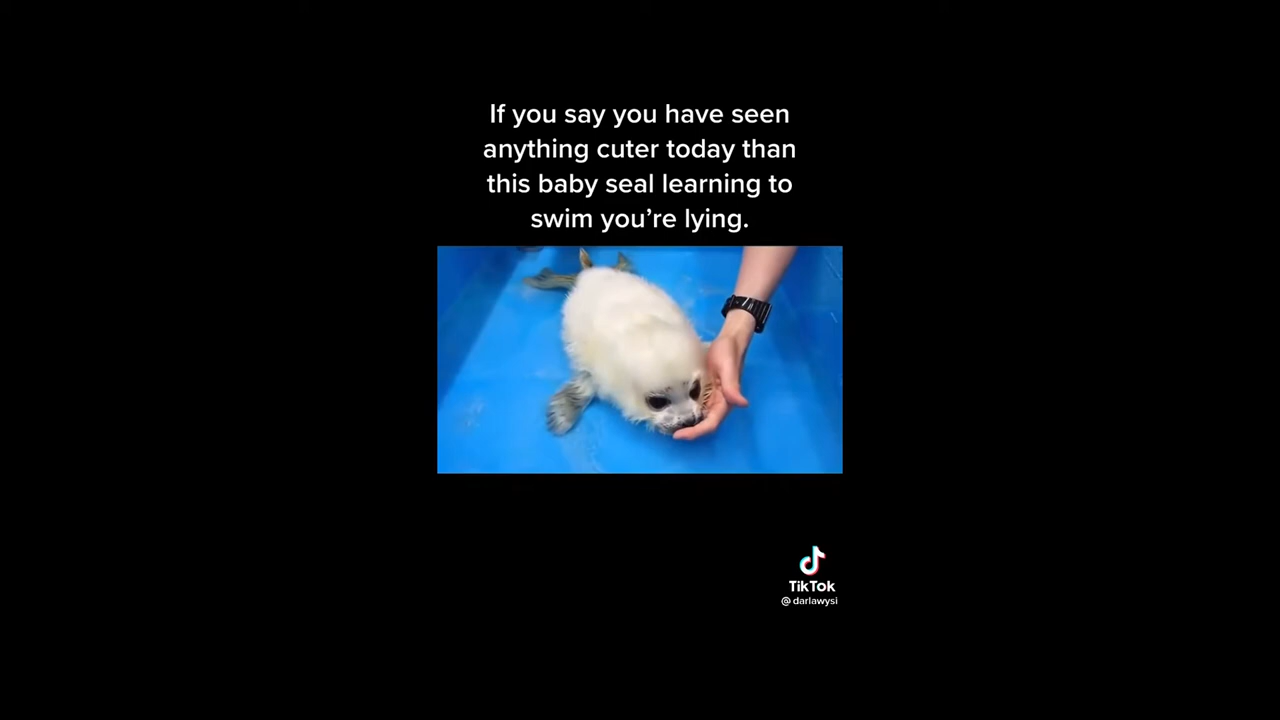 If you say you have seen
anything cuter today than
this baby seal learning to
swim you’re lying.
TikTok
@darlawysi